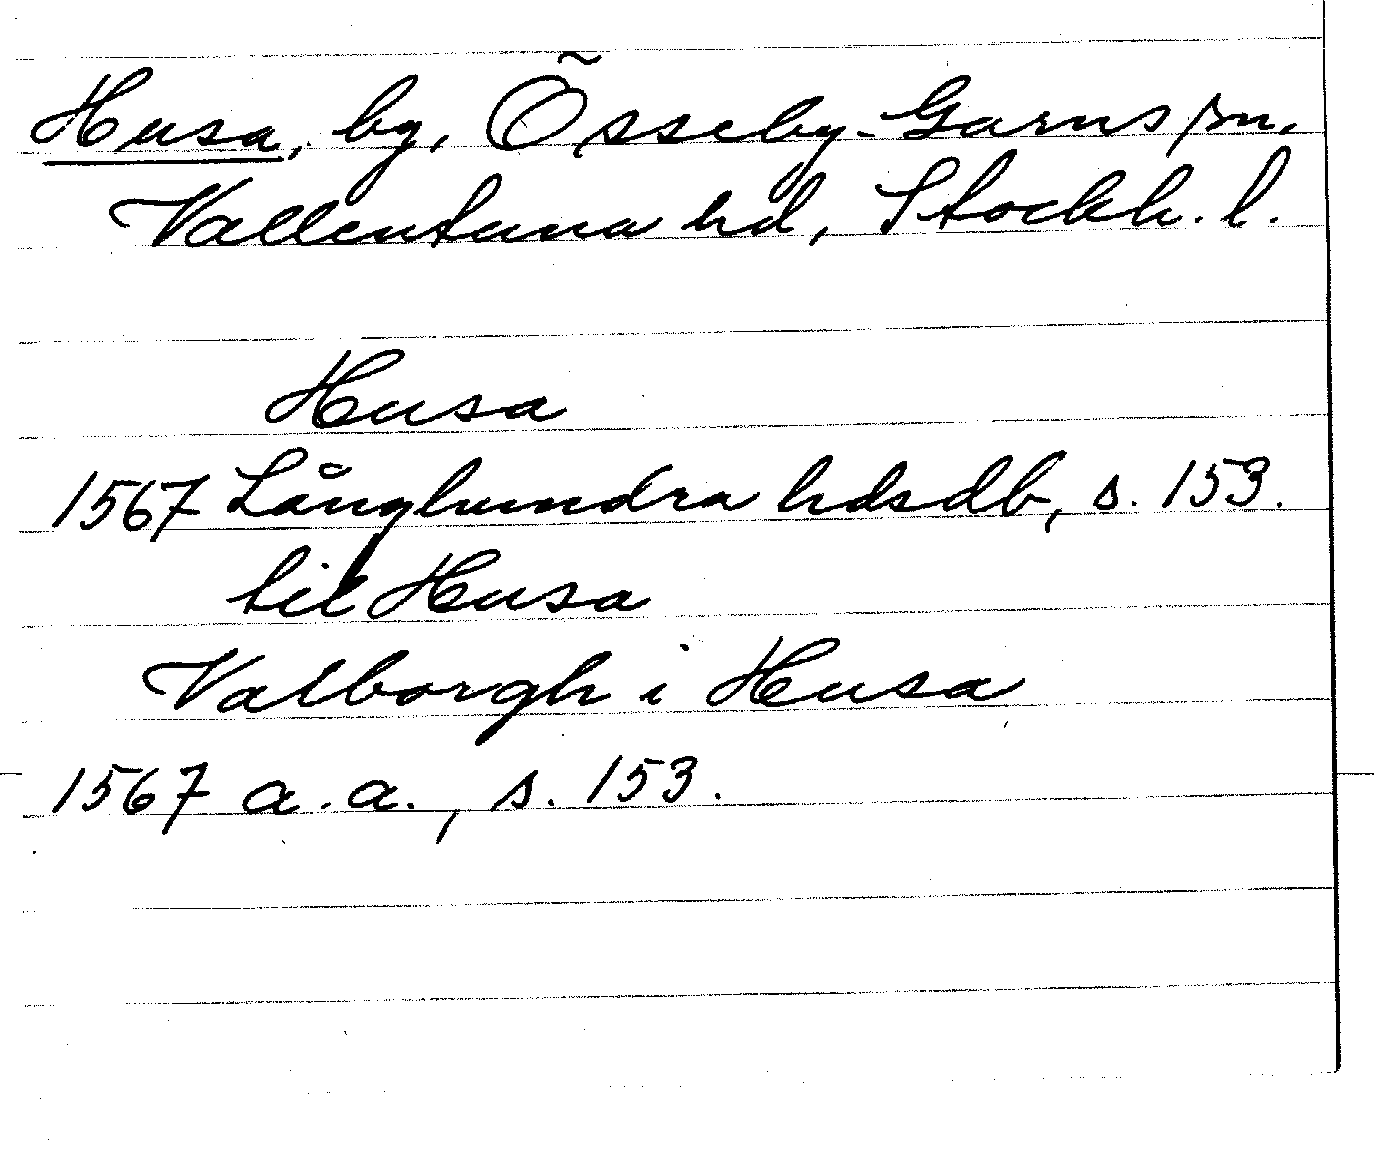 Husa, by, Össeby-Garns sn,
Vallentuna hd, Stockh. l.
Husa
1567 Långhundra hdsdb, s. 153.
til Husa
Valborgh i Husa
1567 a. a., s. 153.